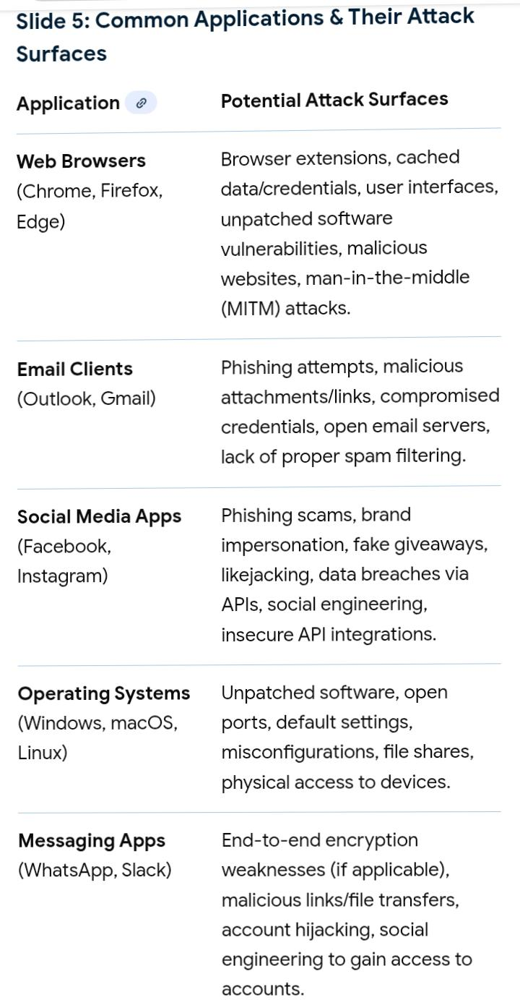 Slide 5: Common Applications & Their Attack
Surfaces
Application
Potential Attack Surfaces
Web Browsers
(Chrome, Firefox,
Edge)
Browser extensions, cached
data/credentials, user interfaces,
unpatched software
vulnerabilities, malicious
websites, man-in-the-middle
(MITM) attacks.
Email Clients
(Outlook, Gmail)
Phishing attempts, malicious
attachments/links, compromised
credentials, open email servers,
lack of proper spam filtering.
Social Media Apps
(Facebook,
Instagram)
Phishing scams, brand
impersonation, fake giveaways,
likejacking, data breaches via
APIs, social engineering,
insecure API integrations.
Operating Systems
(Windows, macOS,
Linux)
Unpatched software, open
ports, default settings,
misconfigurations, file shares,
physical access to devices.
Messaging Apps
(WhatsApp, Slack)
End-to-end encryption
weaknesses (if applicable),
malicious links/file transfers,
account hijacking, social
engineering to gain access to
accounts.